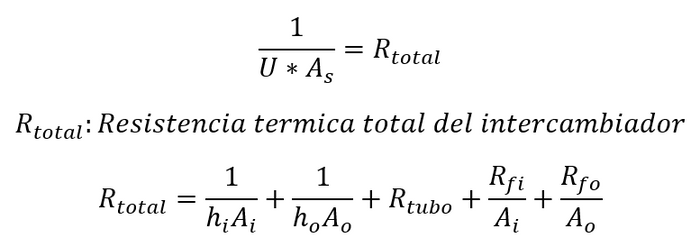 1 / (U * A_s) = R_total
R_total: Resistencia termica total del intercambiador
R_total = 1 / (h_i A_i) + 1 / (h_o A_o) + R_tubo + R_fi / A_i + R_fo / A_o